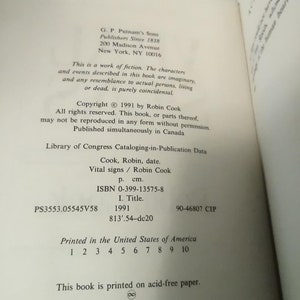 G. P. Putnam's Sons
Publishers Since 1838
200 Madison Avenue
New York, NY 10016
This is a work of fiction. The characters
and events described in this book are imaginary,
and any resemblance to actual persons, living
or dead, is purely coincidental.
Copyright © 1991 by Robin Cook
All rights reserved. This book, or parts thereof,
may not be reproduced in any form without permission.
Published simultaneously in Canada
Library of Congress Cataloging-in-Publication Data
Cook, Robin, date.
Vital signs / Robin Cook
p. cm.
ISBN 0-399-13575-8
I. Title.
PS3553.O5545V58 1991 90-46807 CIP
813'.54–dc20
Printed in the United States of America
1 2 3 4 5 6 7 8 9 10
This book is printed on acid-free paper.